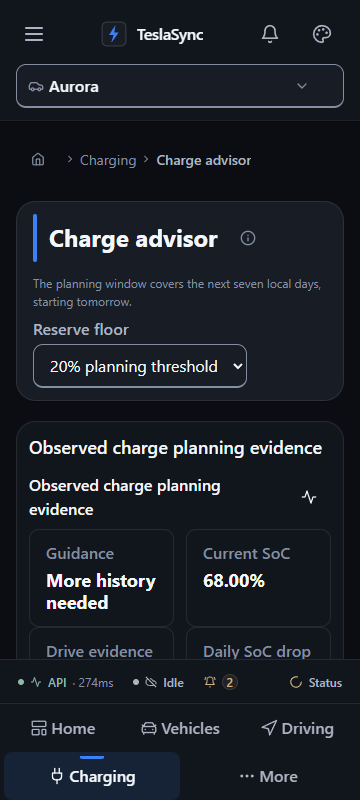 TeslaSync
Aurora
Charging
Charge advisor
Charge advisor
The planning window covers the next seven local days,
starting tomorrow.
Reserve floor
20% planning threshold
Observed charge planning evidence
Observed charge planning
evidence
Guidance
More history
needed
Current SoC
68.00%
Drive evidence
Daily SoC drop
API · 274ms
Idle
2
Status
Home
Vehicles
Driving
Charging
More